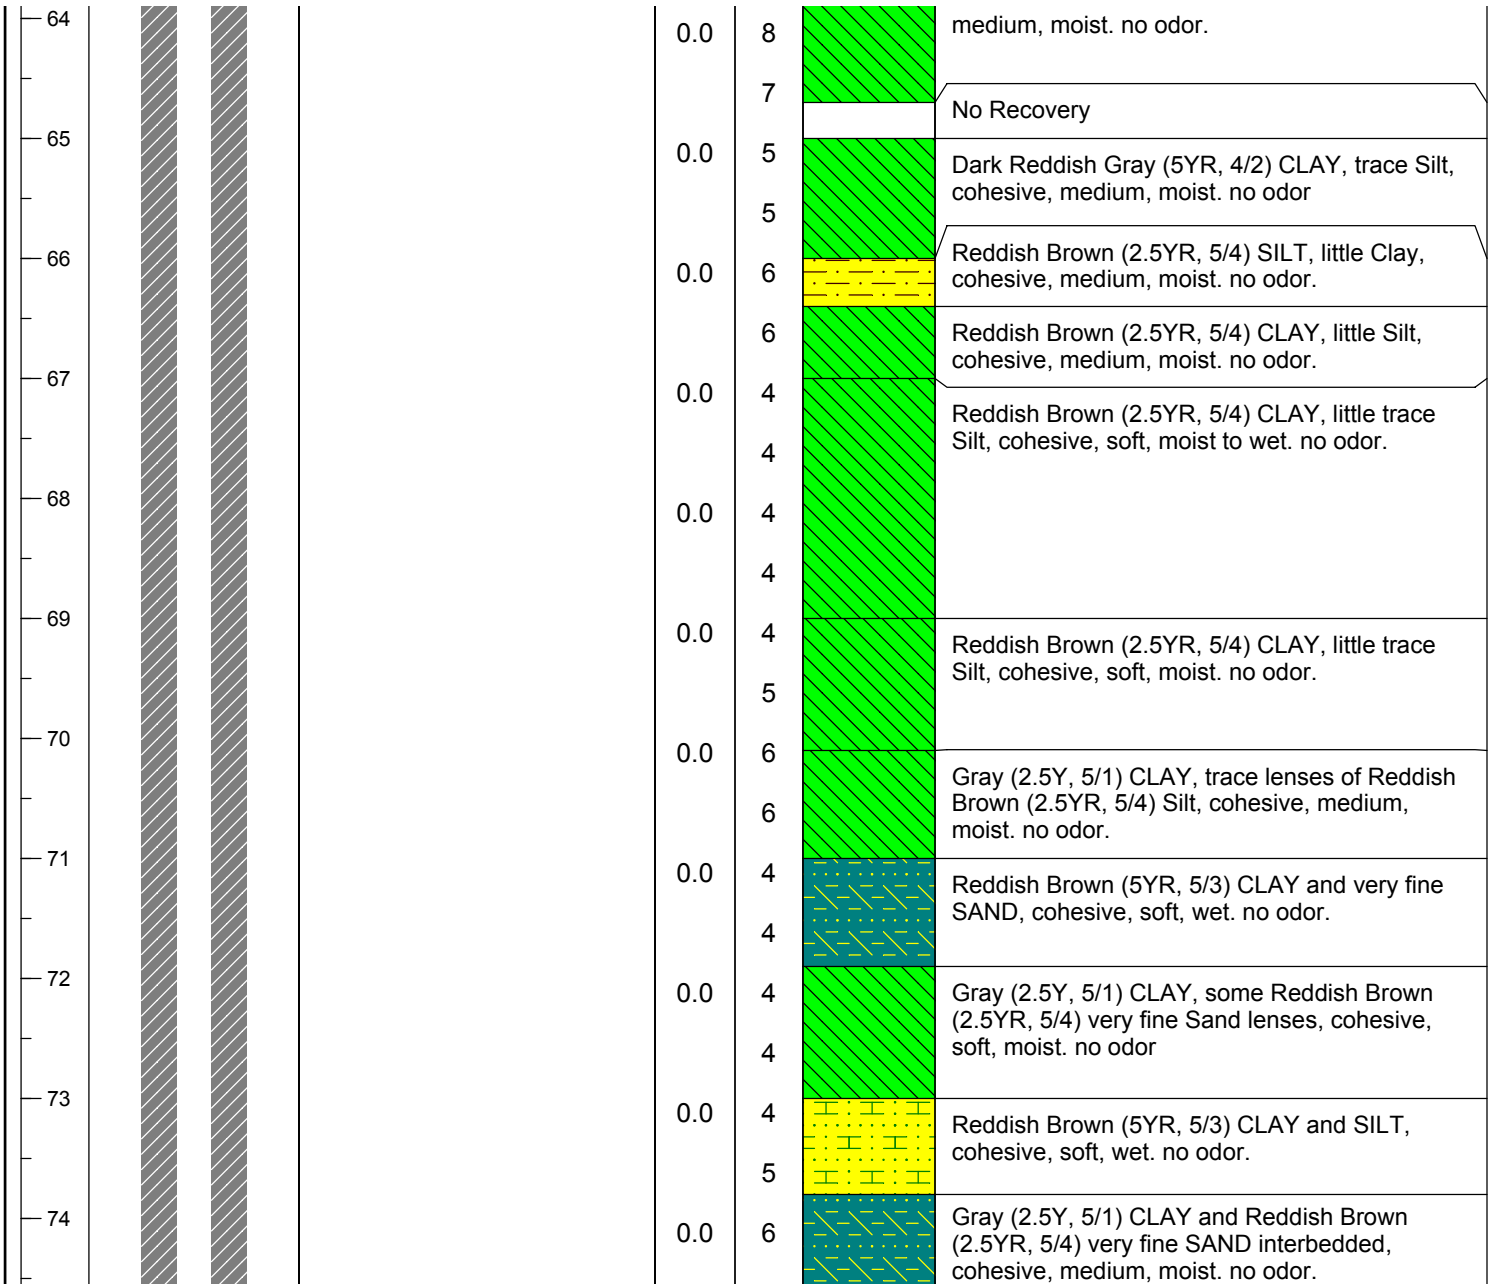 64
0.0
8
medium, moist. no odor.
7
No Recovery
65
0.0
5
Dark Reddish Gray (5YR, 4/2) CLAY, trace Silt,
cohesive, medium, moist. no odor
5
66
0.0
6
Reddish Brown (2.5YR, 5/4) SILT, little Clay,
cohesive, medium, moist. no odor.
6
Reddish Brown (2.5YR, 5/4) CLAY, little Silt,
cohesive, medium, moist. no odor.
67
0.0
4
Reddish Brown (2.5YR, 5/4) CLAY, little trace
Silt, cohesive, soft, moist to wet. no odor.
4
68
0.0
4
4
69
0.0
4
Reddish Brown (2.5YR, 5/4) CLAY, little trace
Silt, cohesive, soft, moist. no odor.
5
70
0.0
6
Gray (2.5Y, 5/1) CLAY, trace lenses of Reddish
Brown (2.5YR, 5/4) Silt, cohesive, medium,
moist. no odor.
6
71
0.0
4
Reddish Brown (5YR, 5/3) CLAY and very fine
SAND, cohesive, soft, wet. no odor.
4
72
0.0
4
Gray (2.5Y, 5/1) CLAY, some Reddish Brown
(2.5YR, 5/4) very fine Sand lenses, cohesive,
soft, moist. no odor
4
73
0.0
4
Reddish Brown (5YR, 5/3) CLAY and SILT,
cohesive, soft, wet. no odor.
5
74
0.0
6
Gray (2.5Y, 5/1) CLAY and Reddish Brown
(2.5YR, 5/4) very fine SAND interbedded,
cohesive, medium, moist. no odor.